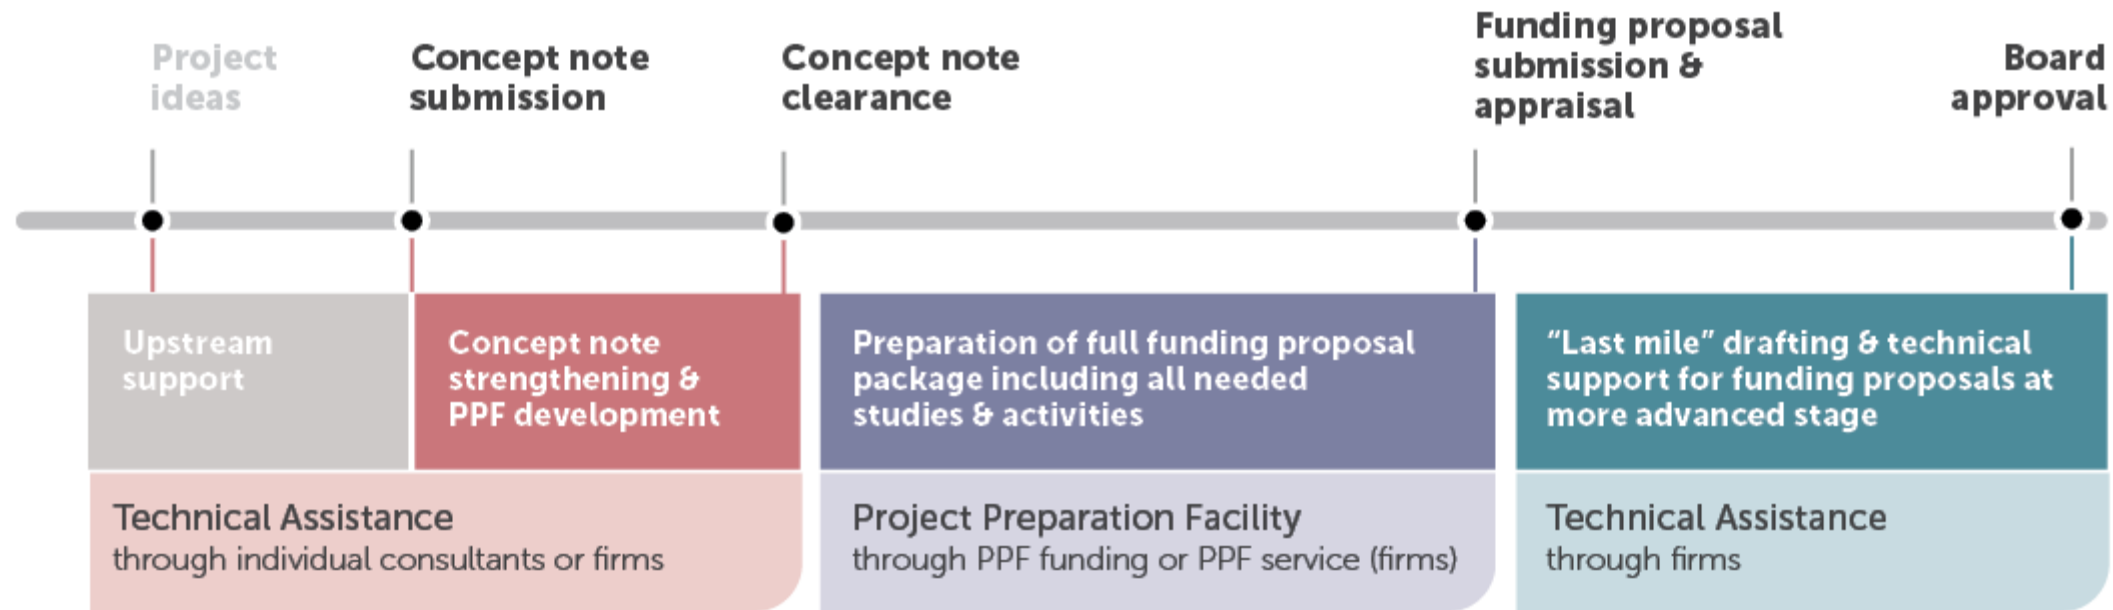 Project
ideas
Concept note
submission
Concept note
clearance
Funding proposal
submission &
appraisal
Board
approval
Upstream
support
Concept note
strengthening &
PPF development
Preparation of full funding proposal
package including all needed
studies & activities
“Last mile” drafting & technical
support for funding proposals at
more advanced stage
Technical Assistance
through individual consultants or firms
Project Preparation Facility
through PPF funding or PPF service (firms)
Technical Assistance
through firms